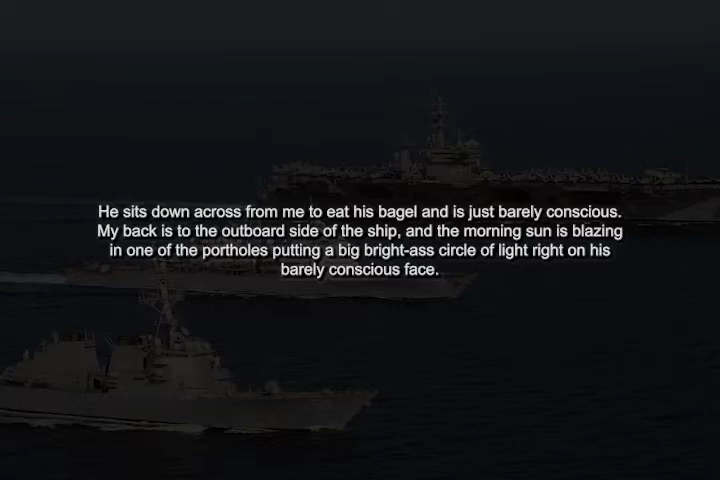 He sits down across from me to eat his bagel and is just barely conscious.
My back is to the outboard side of the ship, and the morning sun is blazing
in one of the portholes putting a big bright-ass circle of light right on his
barely conscious face.